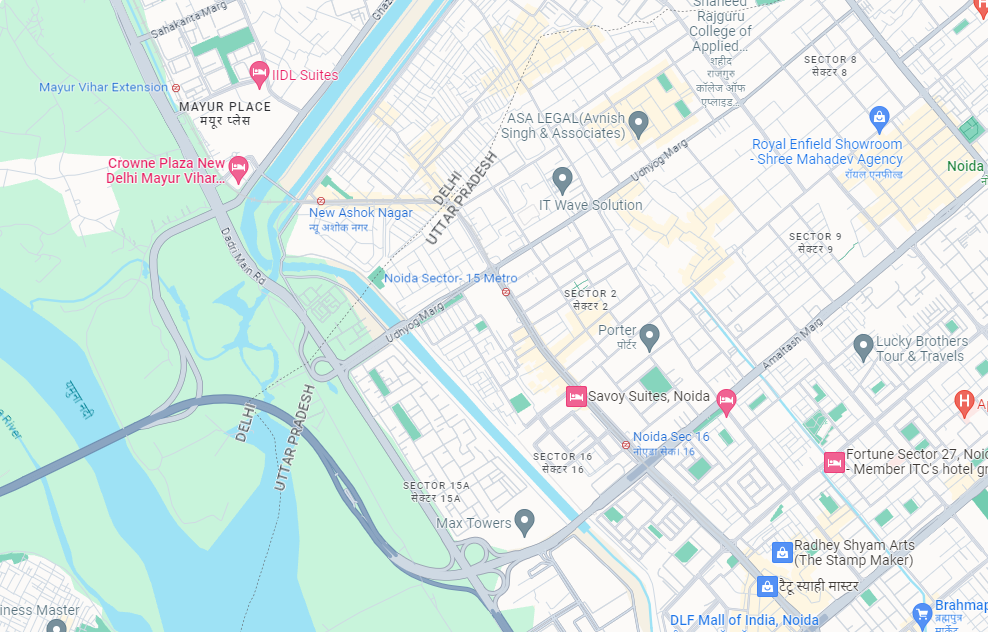 Sahakarita Marg
Ghaz
Shaheed
Rajguru
College of
Applied...
शहीद
राजगुरु
कॉलेज ऑफ
एप्लाइड...
SECTOR 8
सेक्टर 8
IIDL Suites
Mayur Vihar Extension
MAYUR PLACE
मयूर प्लेस
ASA LEGAL(Avnish
Singh & Associates)
Royal Enfield Showroom
- Shree Mahadev Agency
रॉयल एनफील्ड
Udhyog Marg
Noida
Crowne Plaza New
Delhi Mayur Vihar...
DELHI
UTTAR PRADESH
IT Wave Solution
New Ashok Nagar
न्यू अशोक नगर
Dadri Main Rd
SECTOR 9
सेक्टर 9
Noida Sector- 15 Metro
SECTOR 2
सेक्टर 2
Udhyog Marg
Porter
पोर्टर
Amaltash Marg
Lucky Brothers
Tour & Travels
यमुना नदी
River
DELHI
UTTAR PRADESH
Savoy Suites, Noida
H
Noida Sec 16
नोएडा सेक। 16
SECTOR 16
सेक्टर 16
Fortune Sector 27, Noid
- Member ITC's hotel gr
SECTOR 15A
सेक्टर 15A
Max Towers
Radhey Shyam Arts
(The Stamp Maker)
टैटू स्याही मास्टर
iness Master
DLF Mall of India, Noida
Brahmap
ब्रह्मपुत्र
मार्केट